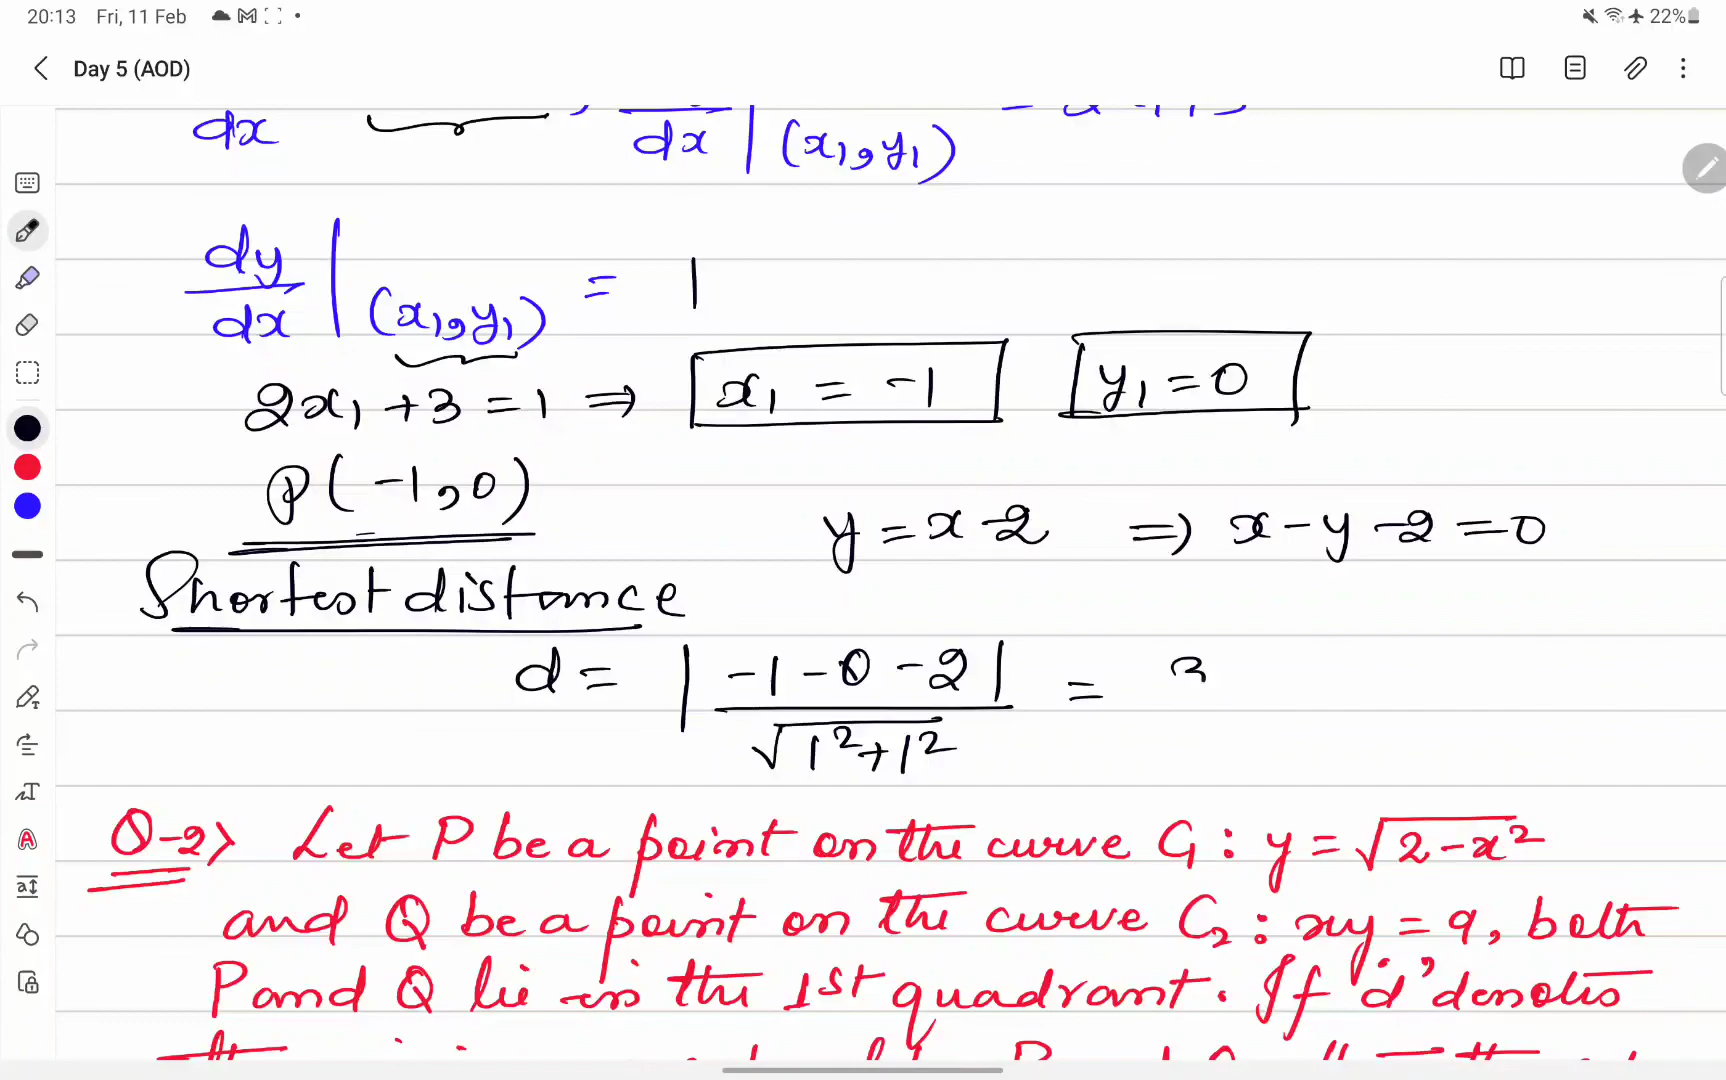 20:13 Fri, 11 Feb 22%
Day 5 (AOD)
dx dx | (x₁,y₁)
dy/dx | (x₁,y₁) = 1
2x₁ + 3 = 1 ⇒ x₁ = -1 y₁ = 0
P(-1,0)
y = x - 2 ⇒ x - y - 2 = 0
Shortest distance
d = |-1 - 0 - 2| / √1² + 1² = 3
Q-2> Let P be a point on the curve C₁ : y = √2-x²
and Q be a point on the curve C₂ : xy = 9, both
P and Q lie in the 1st quadrant. If 'd' denotes